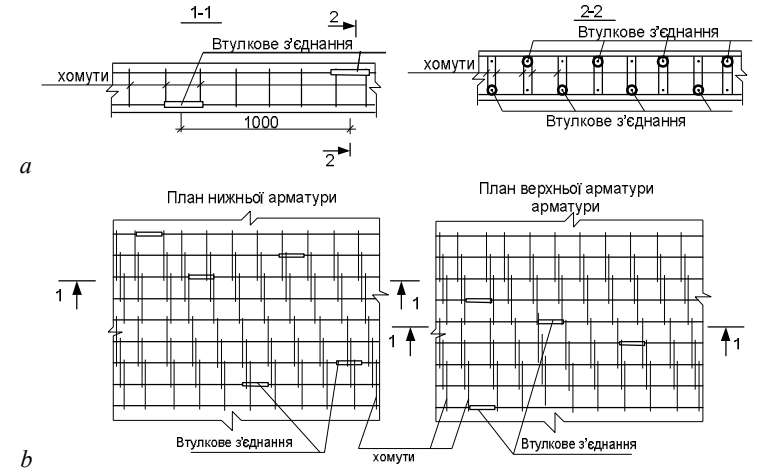 1-1
2
2-2
Втулкове з'єднання
Втулкове з'єднання
хомути
хомути
1000
Втулкове з'єднання
2
a
План нижньої арматури
План верхньої арматури
арматури
1
1
1
1
Втулкове з'єднання
хомути
Втулкове з'єднання
b